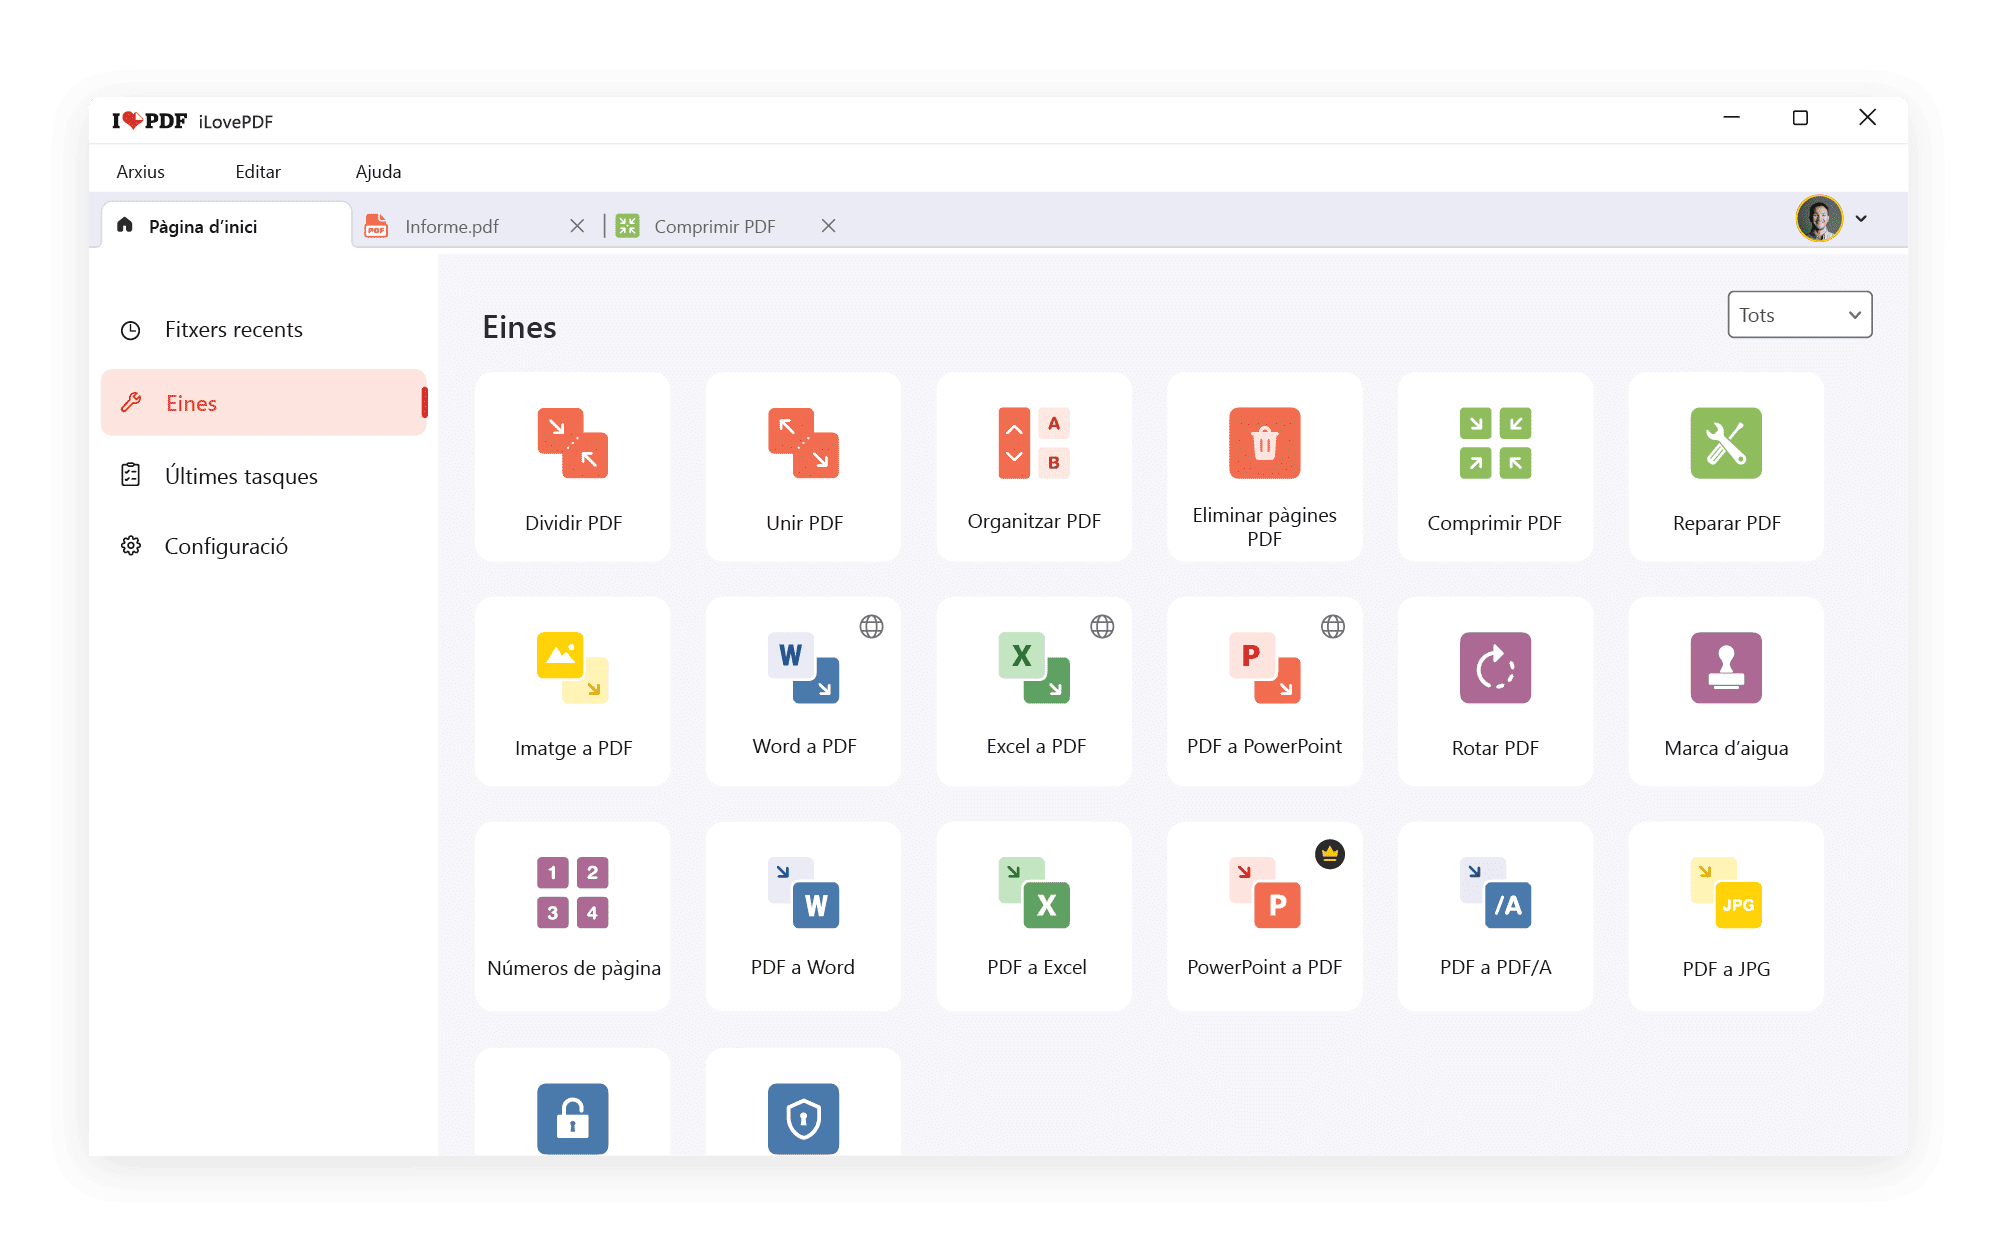 I PDF iLovePDF
Arxius Editar Ajuda
Pàgina d’inici Informe.pdf Comprimir PDF
Fitxers recents
Eines
Últimes tasques
Configuració
Eines
Tots
A
B
Dividir PDF
Unir PDF
Organitzar PDF
Eliminar pàgines
PDF
Comprimir PDF
Reparar PDF
W
X
P
Imatge a PDF
Word a PDF
Excel a PDF
PDF a PowerPoint
Rotar PDF
Marca d’aigua
1 2
3 4
W
X
P
/A
JPG
Números de pàgina
PDF a Word
PDF a Excel
PowerPoint a PDF
PDF a PDF/A
PDF a JPG